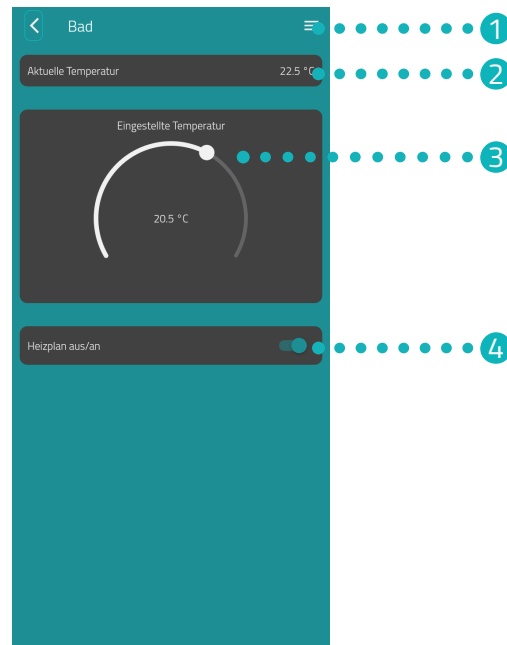 Bad
1
Aktuelle Temperatur 22.5 °C
2
Eingestellte Temperatur
3
20.5 °C
Heizplan aus/an
4